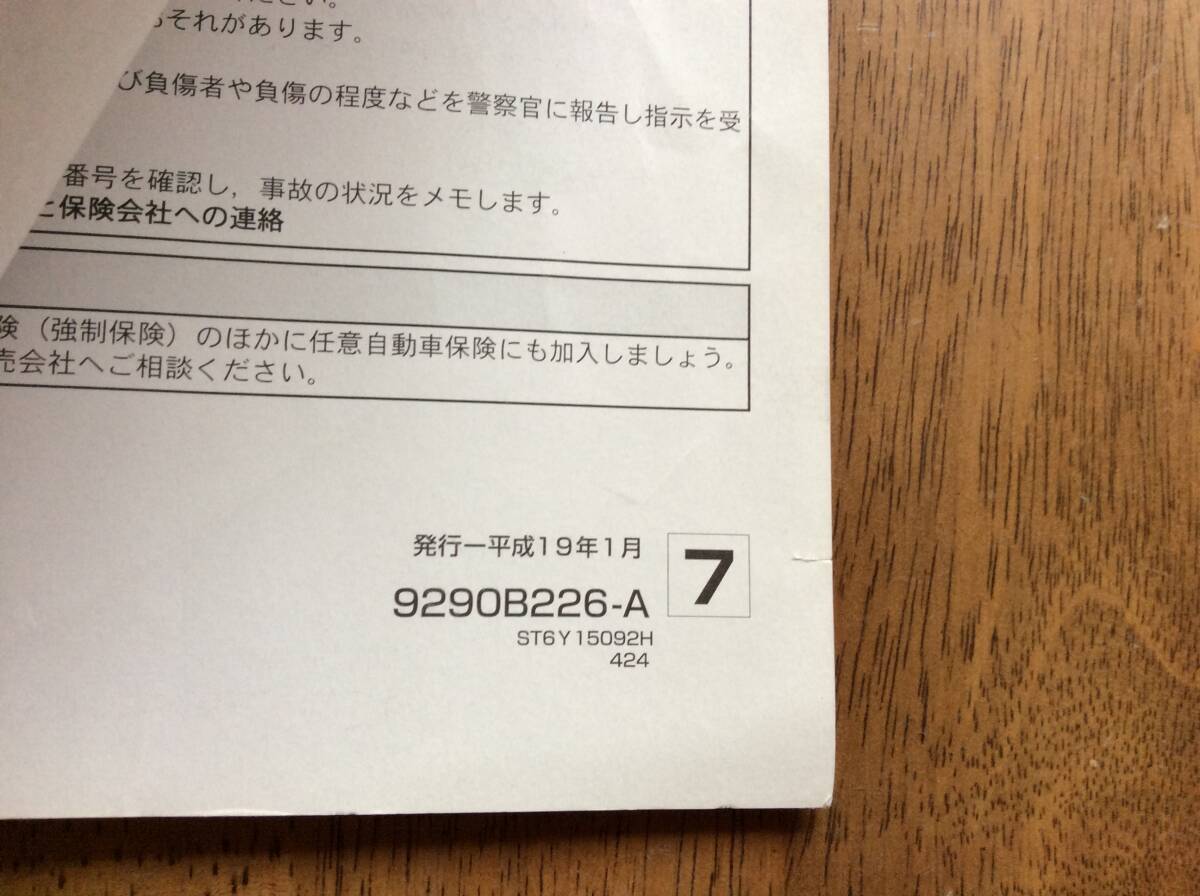 ください。
それがあります。
び負傷者や負傷の程度などを警察官に報告し指示を受
番号を確認し，事故の状況をメモします。
と保険会社への連絡
険（強制保険）のほかに任意自動車保険にも加入しましょう。
売会社へご相談ください。
発行ー平成19年1月
7
9290B226-A
ST6Y15092H
424